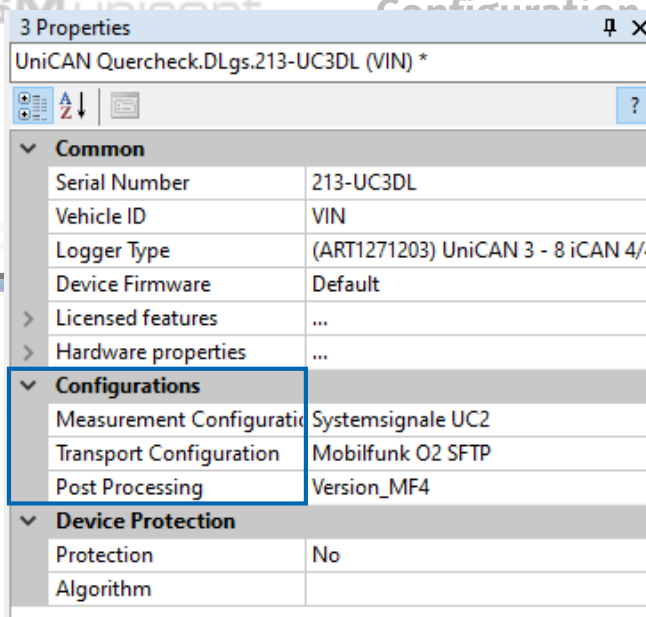 Configuration
3 Properties
UniCAN Quercheck.DLgs.213-UC3DL (VIN) *
?
Common
Serial Number 213-UC3DL
Vehicle ID VIN
Logger Type (ART1271203) UniCAN 3 - 8 iCAN 4/
Device Firmware Default
Licensed features ...
Hardware properties ...
Configurations
Measurement Configuratio Systemsignale UC2
Transport Configuration Mobilfunk O2 SFTP
Post Processing Version_MF4
Device Protection
Protection No
Algorithm